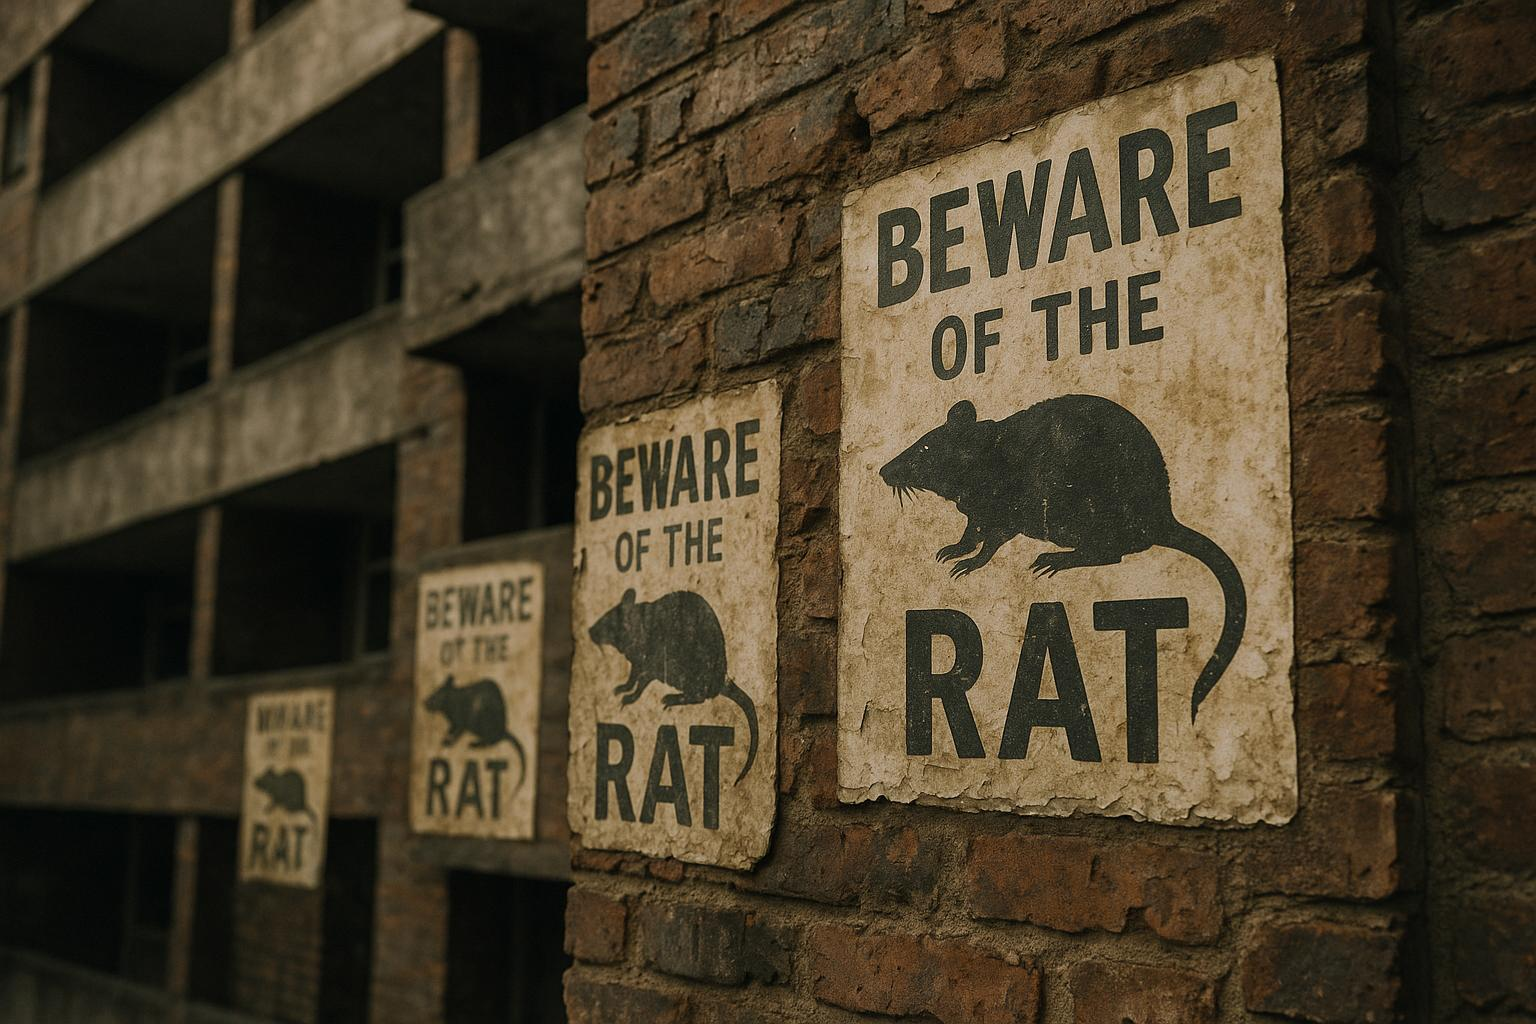 BEWARE
OF THE
RAT
BEWARE
OF THE
RAT
BEWARE
OF THE
RAT
RAT